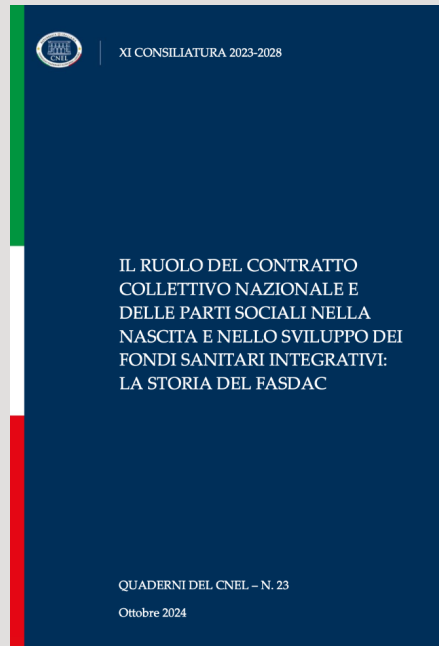 CNEL
XI CONSILIATURA 2023-2028
IL RUOLO DEL CONTRATTO
COLLETTIVO NAZIONALE E
DELLE PARTI SOCIALI NELLA
NASCITA E NELLO SVILUPPO DEI
FONDI SANITARI INTEGRATIVI:
LA STORIA DEL FASDAC
QUADERNI DEL CNEL – N. 23
Ottobre 2024